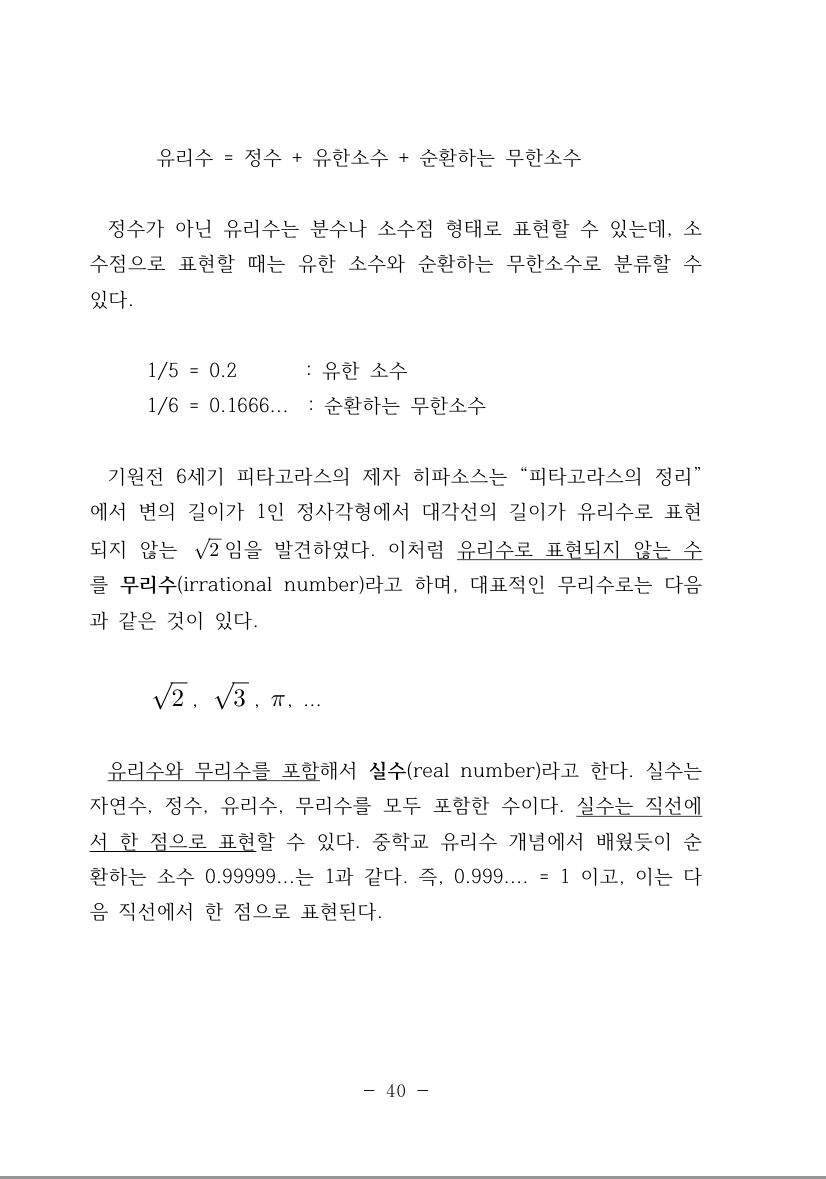 유리수 = 정수 + 유한소수 + 순환하는 무한소수
정수가 아닌 유리수는 분수나 소수점 형태로 표현할 수 있는데, 소
수점으로 표현할 때는 유한 소수와 순환하는 무한소수로 분류할 수
있다.
1/5 = 0.2 : 유한 소수
1/6 = 0.1666... : 순환하는 무한소수
기원전 6세기 피타고라스의 제자 히파소스는 “피타고라스의 정리”
에서 변의 길이가 1인 정사각형에서 대각선의 길이가 유리수로 표현
되지 않는 √2 임을 발견하였다. 이처럼 유리수로 표현되지 않는 수
를 무리수(irrational number)라고 하며, 대표적인 무리수로는 다음
과 같은 것이 있다.
√2 , √3 , π, ...
유리수와 무리수를 포함해서 실수(real number)라고 한다. 실수는
자연수, 정수, 유리수, 무리수를 모두 포함한 수이다. 실수는 직선에
서 한 점으로 표현할 수 있다. 중학교 유리수 개념에서 배웠듯이 순
환하는 소수 0.99999...는 1과 같다. 즉, 0.999.... = 1 이고, 이는 다
음 직선에서 한 점으로 표현된다.
- 40 -